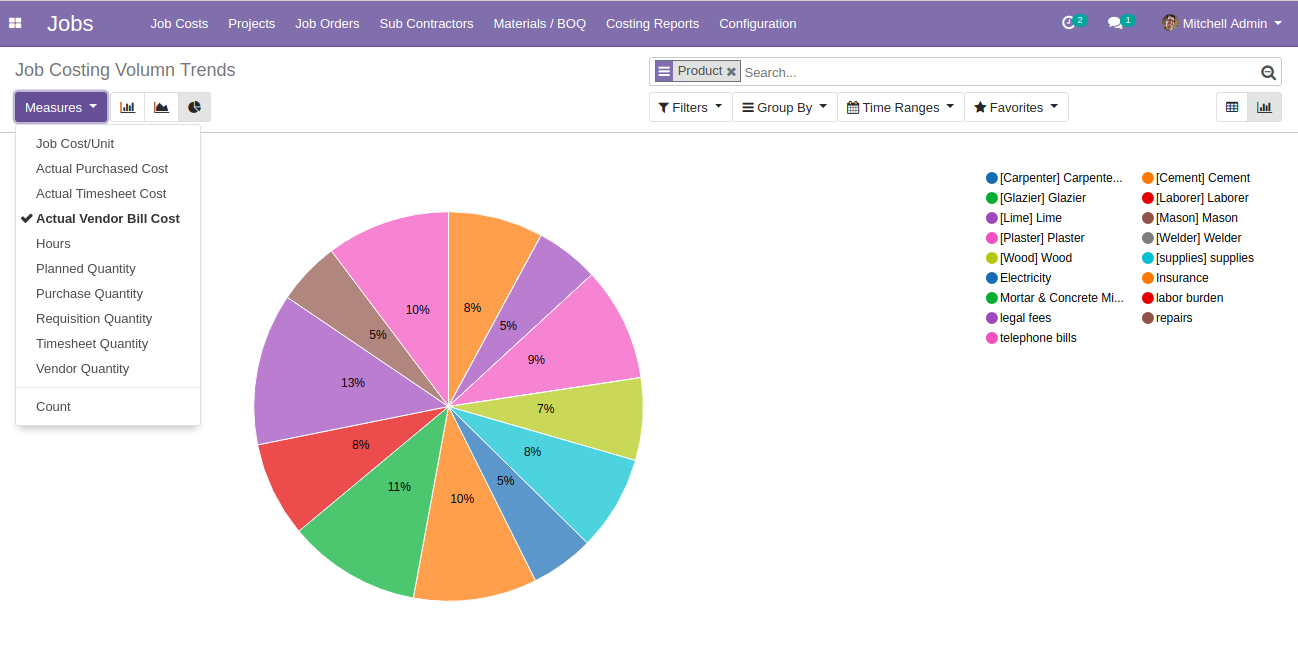 Jobs
Job Costs
Projects
Job Orders
Sub Contractors
Materials / BOQ
Costing Reports
Configuration
2
1
Mitchell Admin
Job Costing Volumn Trends
Product
Search...
Measures
Filters
Group By
Time Ranges
Favorites
Job Cost/Unit
Actual Purchased Cost
Actual Timesheet Cost
Actual Vendor Bill Cost
Hours
Planned Quantity
Purchase Quantity
Requisition Quantity
Timesheet Quantity
Vendor Quantity
Count
8%
5%
9%
7%
8%
5%
10%
11%
8%
13%
5%
10%
[Carpenter] Carpente...
[Cement] Cement
[Glazier] Glazier
[Laborer] Laborer
[Lime] Lime
[Mason] Mason
[Plaster] Plaster
[Welder] Welder
[Wood] Wood
[supplies] supplies
Electricity
Insurance
Mortar & Concrete Mi...
labor burden
legal fees
repairs
telephone bills